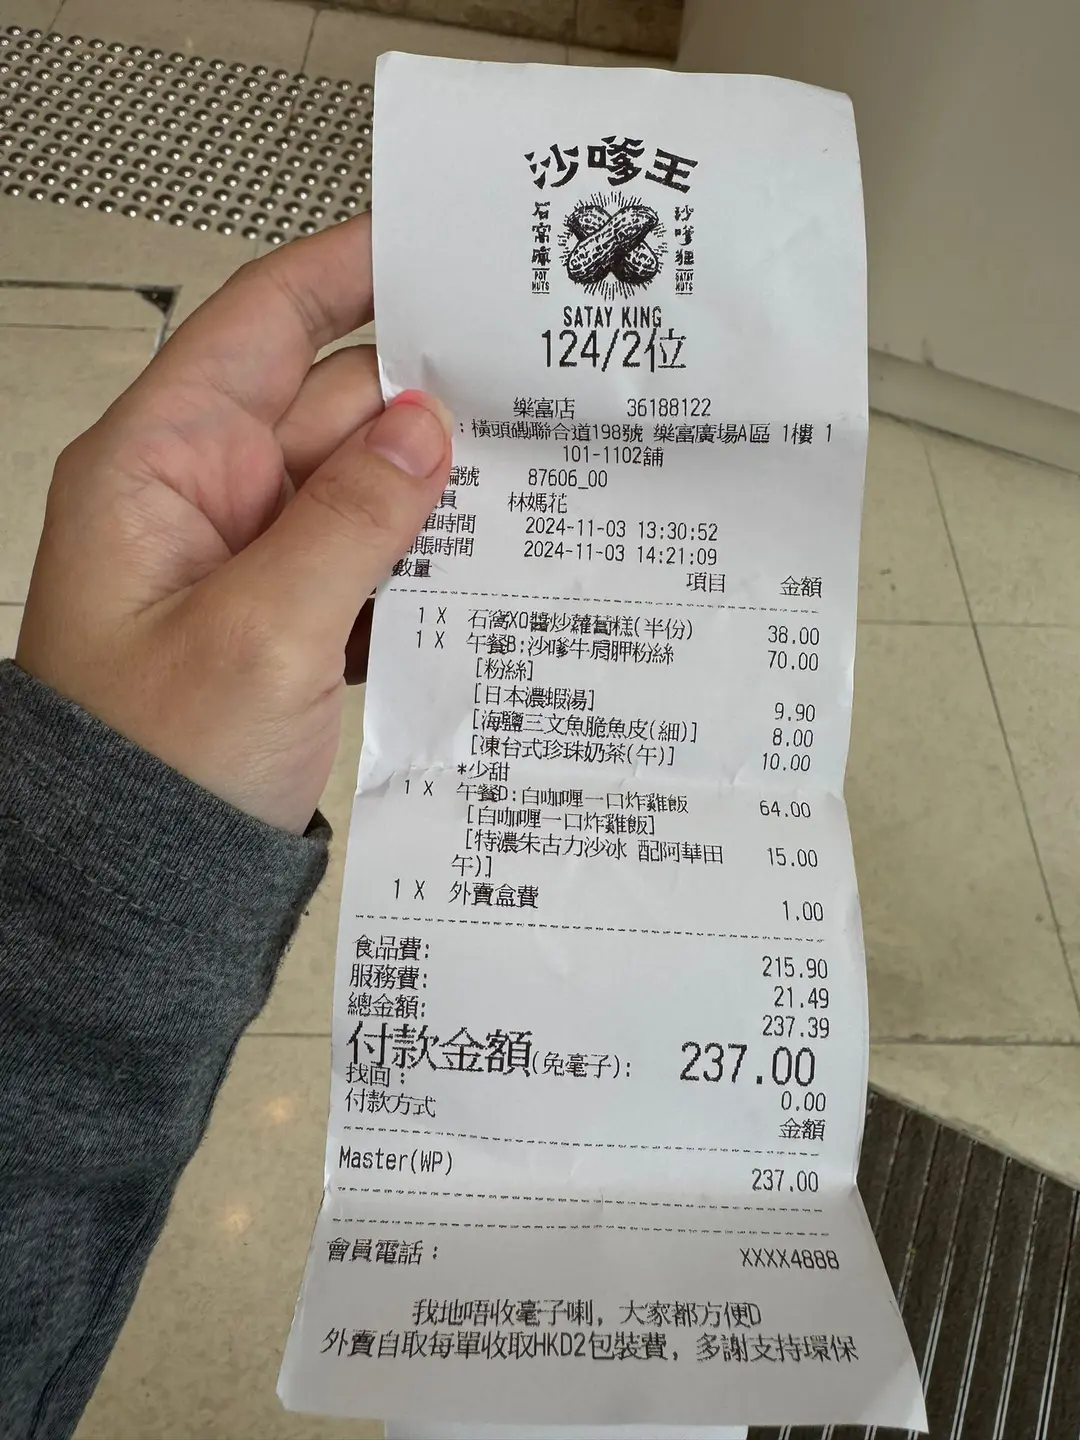 沙嗲王
石窩麻
POT NUTS
沙嗲
SATAY NUTS
SATAY KING
124/2位
樂富店 36188122
: 橫頭磡聯合道198號 樂富廣場A區 1樓 1
101-1102舖
編號 87606_00
員 林媽花
單時間 2024-11-03 13:30:52
賬時間 2024-11-03 14:21:09
數量 項目 金額
1 X 石窩XO醬炒蘿蔔糕(半份) 38.00
1 X 午餐B:沙嗲牛肩胛粉絲 70.00
[粉絲]
[日本濃蝦湯] 9.90
[海鹽三文魚脆魚皮(細)] 8.00
[凍台式珍珠奶茶(午)] 10.00
*少甜
1 X 午餐D:白咖喱一口炸雞飯 64.00
[白咖喱一口炸雞飯]
[特濃朱古力沙冰 配阿華田 15.00
午)]
1 X 外賣盒費 1.00
食品費: 215.90
服務費: 21.49
總金額: 237.39
付款金額(免毫子): 237.00
找回: 0.00
付款方式 金額
Master(WP) 237.00
會員電話: XXXX4888
我地唔收毫子喇, 大家都方便D
外賣自取每單收取HKD2包裝費, 多謝支持環保